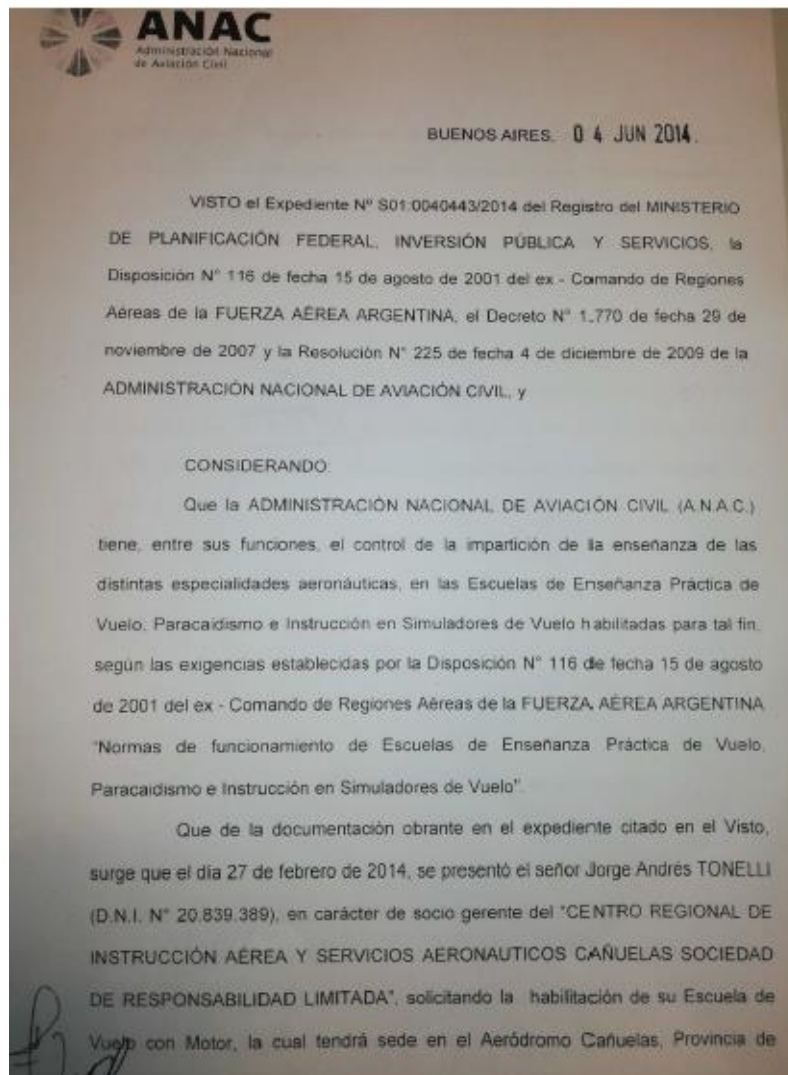 ANAC
Administración Nacional
de Aviación Civil
BUENOS AIRES, 04 JUN 2014.
VISTO el Expediente Nº S01:0040443/2014 del Registro del MINISTERIO
DE PLANIFICACIÓN FEDERAL, INVERSIÓN PÚBLICA Y SERVICIOS, la
Disposición N° 116 de fecha 15 de agosto de 2001 del ex - Comando de Regiones
Aéreas de la FUERZA AÉREA ARGENTINA, el Decreto N° 1.770 de fecha 29 de
noviembre de 2007 y la Resolución N° 225 de fecha 4 de diciembre de 2009 de la
ADMINISTRACIÓN NACIONAL DE AVIACIÓN CIVIL, y
CONSIDERANDO:
Que la ADMINISTRACIÓN NACIONAL DE AVIACIÓN CIVIL (A.N.A.C.)
tiene, entre sus funciones, el control de la impartición de la enseñanza de las
distintas especialidades aeronáuticas, en las Escuelas de Enseñanza Práctica de
Vuelo, Paracaidismo e Instrucción en Simuladores de Vuelo habilitadas para tal fin,
según las exigencias establecidas por la Disposición N° 116 de fecha 15 de agosto
de 2001 del ex - Comando de Regiones Aéreas de la FUERZA AÉREA ARGENTINA
"Normas de funcionamiento de Escuelas de Enseñanza Práctica de Vuelo,
Paracaidismo e Instrucción en Simuladores de Vuelo".
Que de la documentación obrante en el expediente citado en el Visto,
surge que el día 27 de febrero de 2014, se presentó el señor Jorge Andrés TONELLI
(D.N.I. N° 20.839.389), en carácter de socio gerente del "CENTRO REGIONAL DE
INSTRUCCIÓN AÉREA Y SERVICIOS AERONAUTICOS CAÑUELAS SOCIEDAD
DE RESPONSABILIDAD LIMITADA", solicitando la habilitación de su Escuela de
Vuelo con Motor, la cual tendrá sede en el Aeródromo Cañuelas, Provincia de